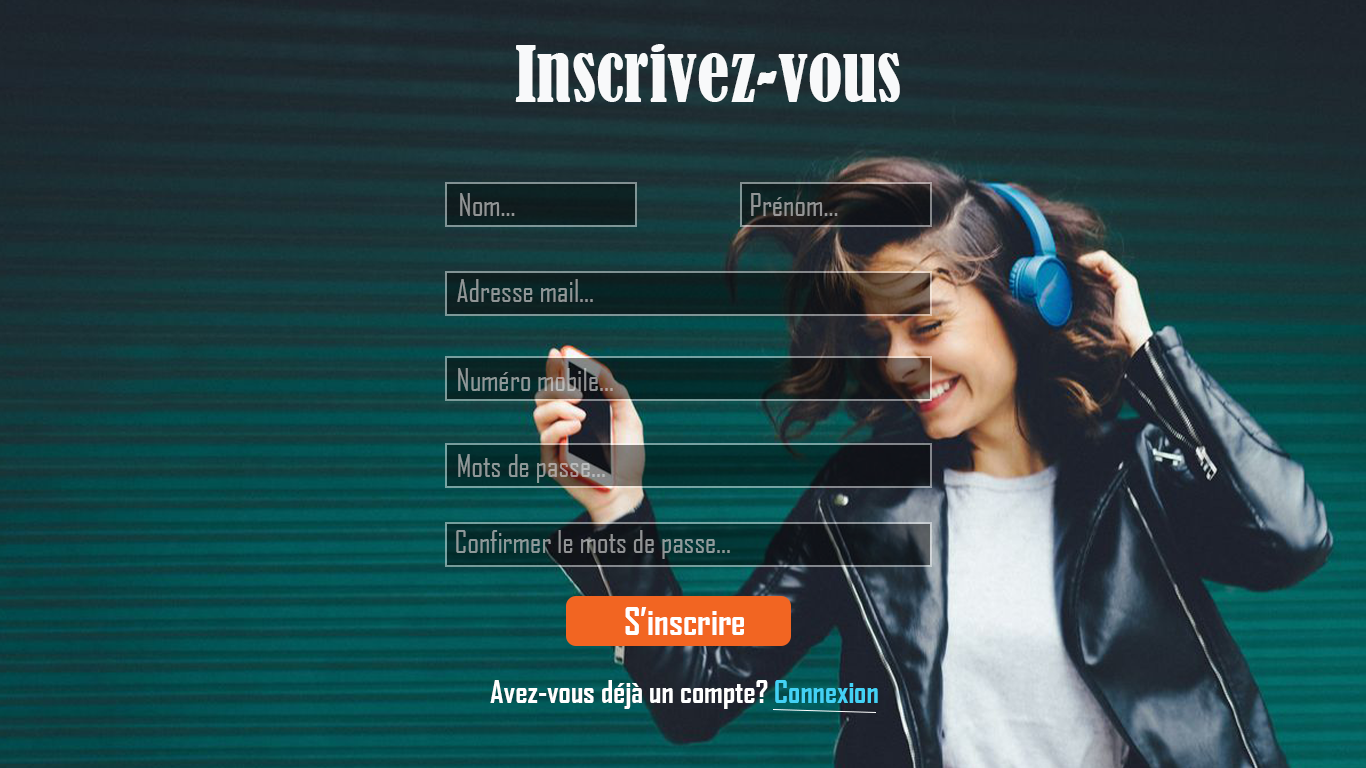 Inscrivez-vous
Nom... Prénom...
Adresse mail...
Numéro mobile...
Mots de passe...
Confirmer le mots de passe...
S'inscrire
Avez-vous déjà un compte? Connexion